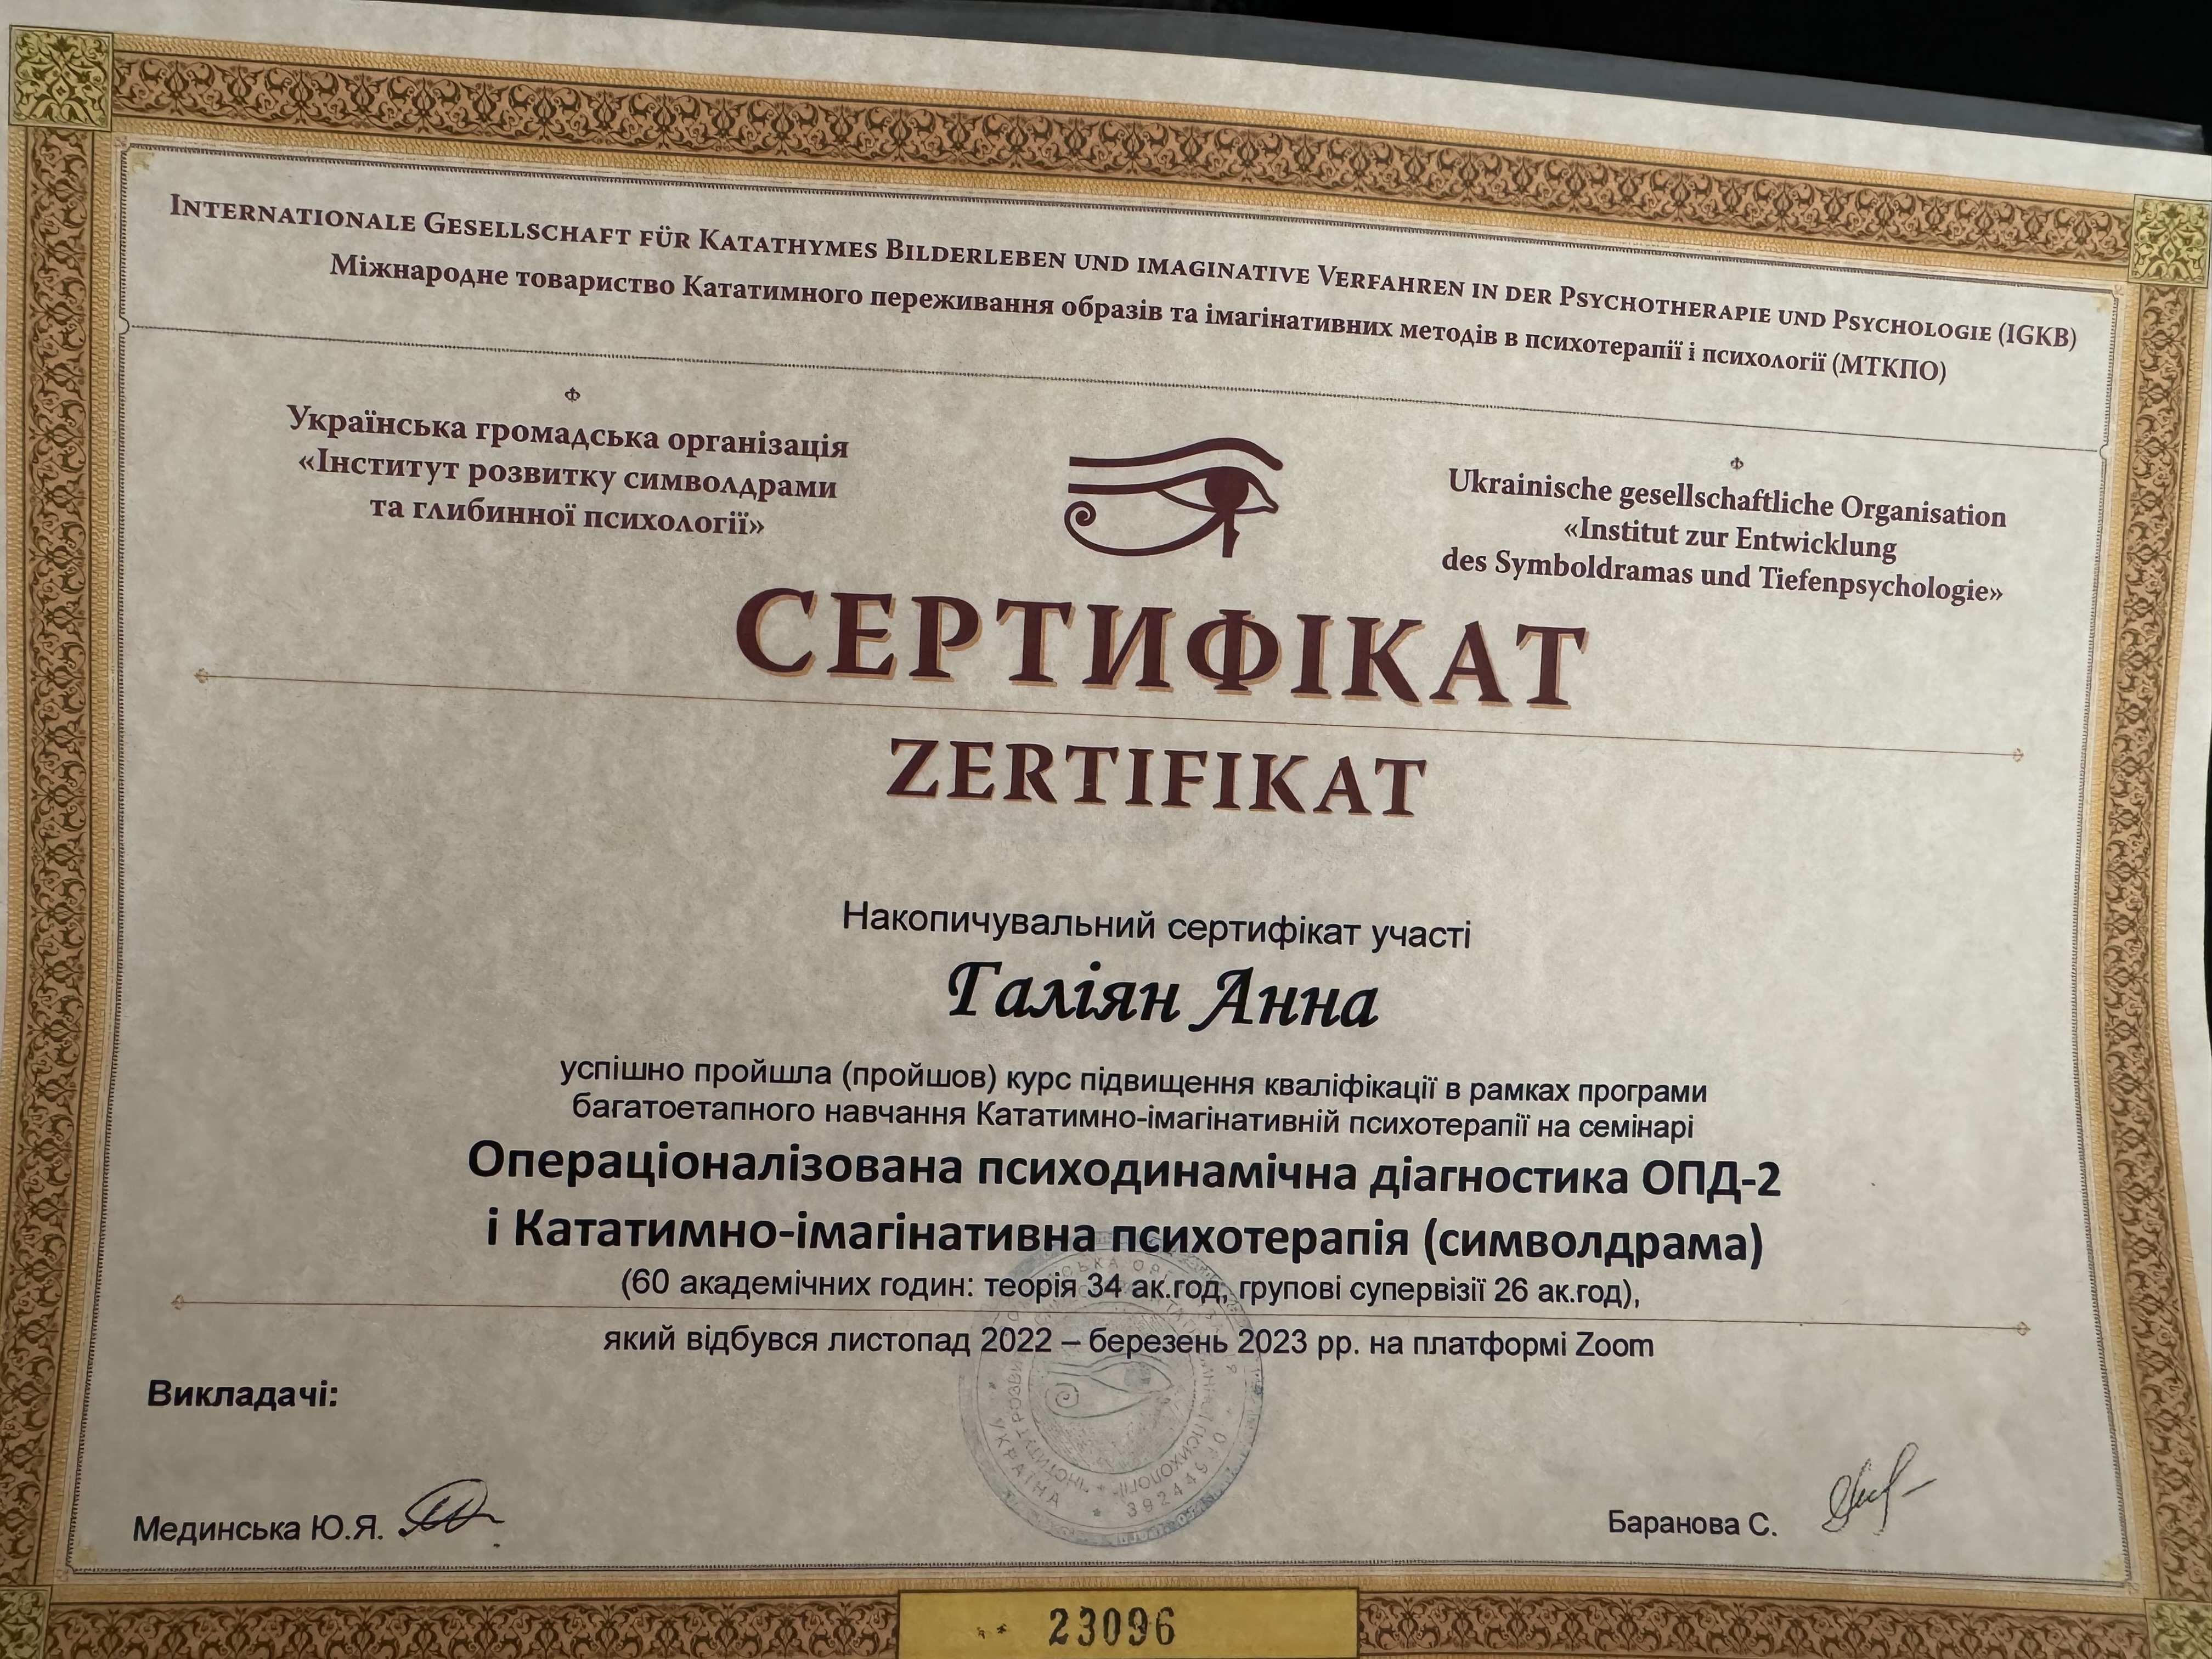 Internationale Gesellschaft für Katathymes Bilderleben und imaginative Verfahren in der Psychotherapie und Psychologie (IGKB)
Міжнародне товариство Кататимного переживання образів та імагінативних методів в психотерапії і психології (МТКПО)
Українська громадська організація
«Інститут розвитку символдрами
та глибинної психології»
Ukrainische gesellschaftliche Organisation
«Institut zur Entwicklung
des Symboldramas und Tiefenpsychologie»
СЕРТИФІКАТ
ZERTIFIKAT
Накопичувальний сертифікат участі
Галіян Анна
успішно пройшла (пройшов) курс підвищення кваліфікації в рамках програми
багатоетапного навчання Кататимно-імагінативній психотерапії на семінарі
Операціоналізована психодинамічна діагностика ОПД-2
і Кататимно-імагінативна психотерапія (символдрама)
(60 академічних годин: теорія 34 ак.год, групові супервізії 26 ак.год),
який відбувся листопад 2022 – березень 2023 рр. на платформі Zoom
Викладачі:
Мединська Ю.Я.
Баранова С.
УКРАЇНА
23096